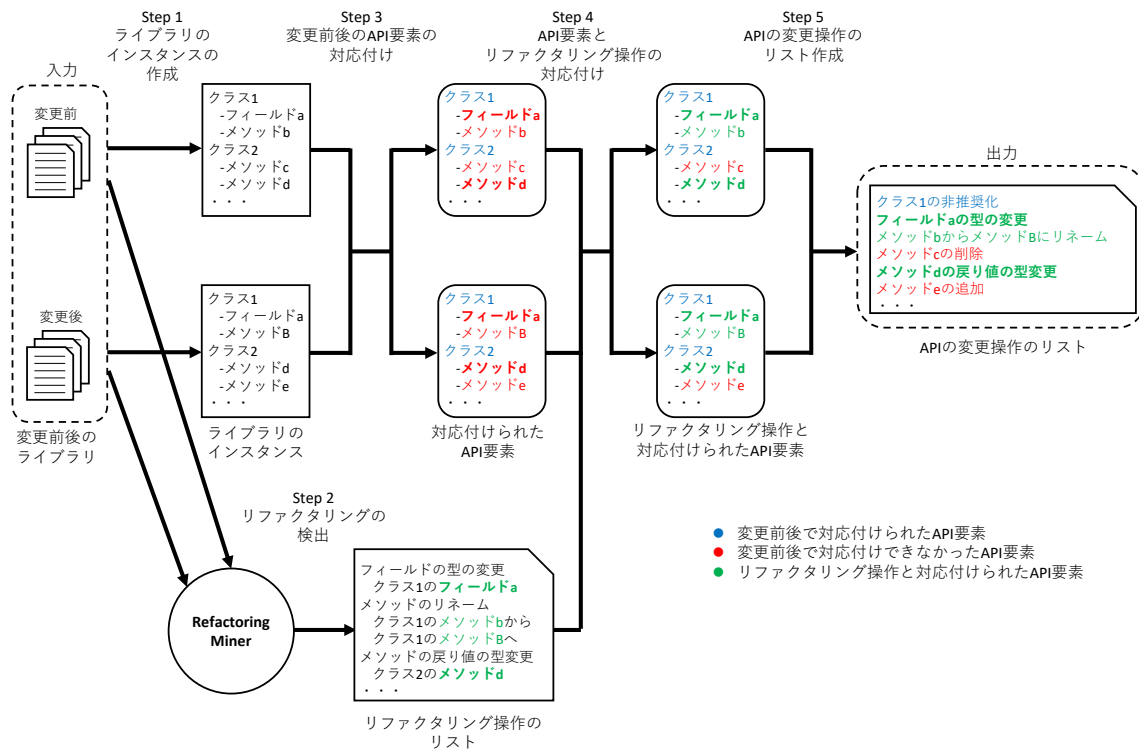 Step 1
ライブラリの
インスタンスの
作成
Step 3
変更前後のAPI要素の
対応付け
Step 4
API要素と
リファクタリング操作の
対応付け
Step 5
APIの変更操作の
リスト作成
入力
変更前
変更後
変更前後の
ライブラリ
クラス1
-フィールドa
-メソッドb
クラス2
-メソッドc
-メソッドd
・・・
クラス1
-フィールドa
-メソッドB
クラス2
-メソッドd
-メソッドe
・・・
ライブラリの
インスタンス
クラス1
-フィールドa
-メソッドb
クラス2
-メソッドc
-メソッドd
・・・
クラス1
-フィールドa
-メソッドB
クラス2
-メソッドd
-メソッドe
・・・
対応付けられた
API要素
クラス1
-フィールドa
-メソッドb
クラス2
-メソッドc
-メソッドd
・・・
クラス1
-フィールドa
-メソッドB
クラス2
-メソッドd
-メソッドe
・・・
リファクタリング操作と
対応付けられたAPI要素
出力
クラス1の非推奨化
フィールドaの型の変更
メソッドbからメソッドBにリネーム
メソッドcの削除
メソッドdの戻り値の型変更
メソッドeの追加
・・・
APIの変更操作のリスト
Step 2
リファクタリングの
検出
Refactoring
Miner
フィールドの型の変更
クラス1のフィールドa
メソッドのリネーム
クラス1のメソッドbから
クラス1のメソッドBへ
メソッドの戻り値の型変更
クラス2のメソッドd
・・・
リファクタリング操作の
リスト
変更前後で対応付けられたAPI要素
変更前後で対応付けできなかったAPI要素
リファクタリング操作と対応付けられたAPI要素